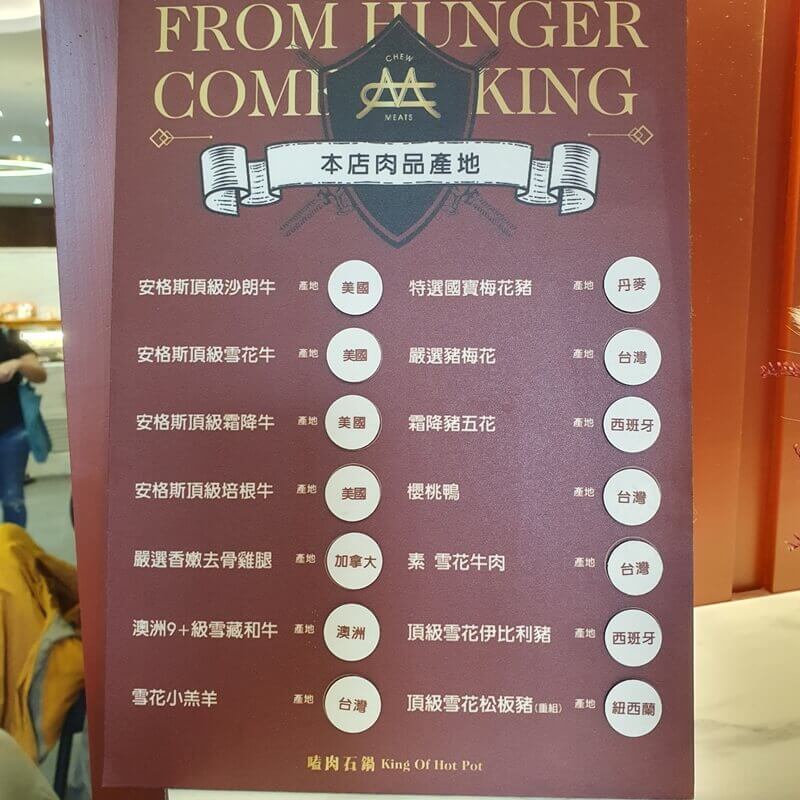 FROM HUNGER
CHEW
MEATS
KING
本店肉品產地
安格斯頂級沙朗牛 產地 美國
特選國寶梅花豬 產地 丹麥
安格斯頂級雪花牛 產地 美國
嚴選豬梅花 產地 台灣
安格斯頂級霜降牛 產地 美國
霜降豬五花 產地 西班牙
安格斯頂級培根牛 產地 美國
櫻桃鴨 產地 台灣
嚴選香嫩去骨雞腿 產地 加拿大
素 雪花牛肉 產地 台灣
澳洲9+級雪藏和牛 產地 澳洲
頂級雪花伊比利豬 產地 西班牙
雪花小羔羊 產地 台灣
頂級雪花松板豬(重組) 產地 紐西蘭
嗑肉石鍋 King Of Hot Pot